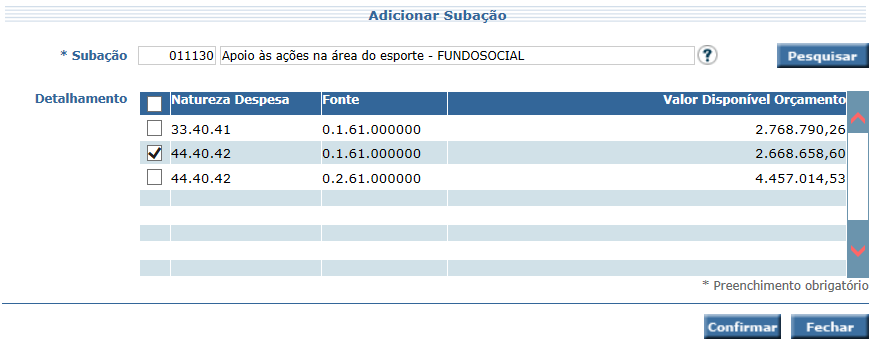 Adicionar Subação
* Subação 011130 Apoio às ações na área do esporte - FUNDOSOCIAL ? Pesquisar
Detalhamento Natureza Despesa Fonte Valor Disponível Orçamento
33.40.41 0.1.61.000000 2.768.790,26
44.40.42 0.1.61.000000 2.668.658,60
44.40.42 0.2.61.000000 4.457.014,53
* Preenchimento obrigatório
Confirmar Fechar